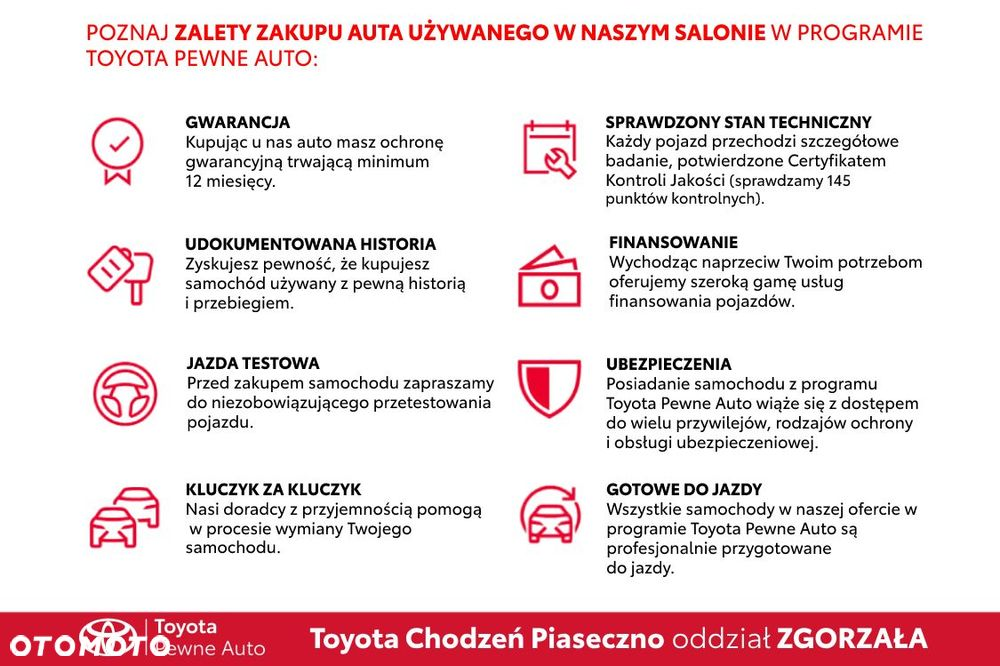 POZNAJ ZALETY ZAKUPU AUTA UŻYWANEGO W NASZYM SALONIE W PROGRAMIE
TOYOTA PEWNE AUTO:
GWARANCJA
Kupując u nas auto masz ochronę
gwarancyjną trwającą minimum
12 miesięcy.
SPRAWDZONY STAN TECHNICZNY
Każdy pojazd przechodzi szczegółowe
badanie, potwierdzone Certyfikatem
Kontroli Jakości (sprawdzamy 145
punktów kontrolnych).
UDOKUMENTOWANA HISTORIA
Zyskujesz pewność, że kupujesz
samochód używany z pewną historią
i przebiegiem.
FINANSOWANIE
Wychodząc naprzeciw Twoim potrzebom
oferujemy szeroką gamę usług
finansowania pojazdów.
JAZDA TESTOWA
Przed zakupem samochodu zapraszamy
do niezobowiązującego przetestowania
pojazdu.
UBEZPIECZENIA
Posiadanie samochodu z programu
Toyota Pewne Auto wiąże się z dostępem
do wielu przywilejów, rodzajów ochrony
i obsługi ubezpieczeniowej.
KLUCZYK ZA KLUCZYK
Nasi doradcy z przyjemnością pomogą
w procesie wymiany Twojego
samochodu.
GOTOWE DO JAZDY
Wszystkie samochody w naszej ofercie w
programie Toyota Pewne Auto są
profesjonalnie przygotowane
do jazdy.
Toyota
Pewne Auto
OTOMOTO
Toyota Chodzeń Piaseczno oddział ZGORZAŁA